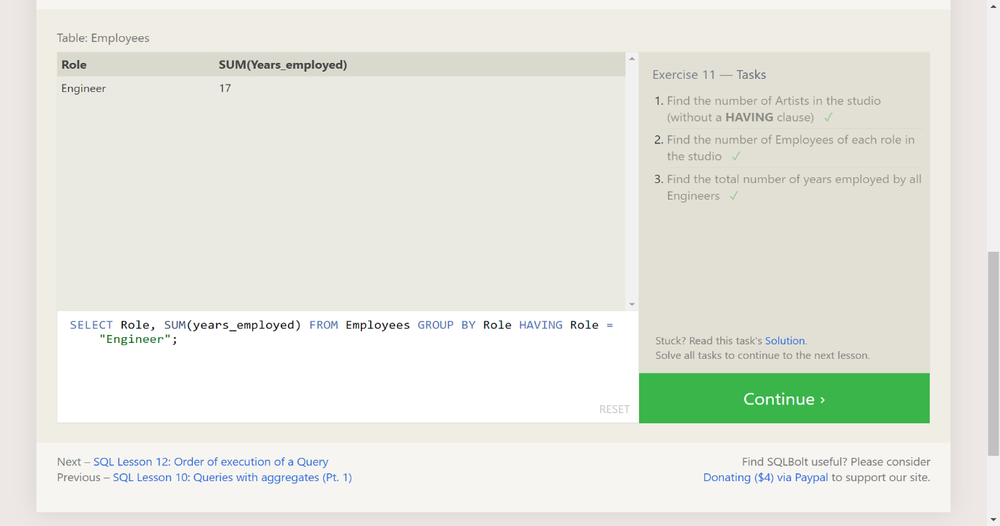 Table: Employees
Role SUM(Years_employed)
Engineer 17
SELECT Role, SUM(years_employed) FROM Employees GROUP BY Role HAVING Role =
"Engineer";
RESET
Exercise 11 — Tasks
1. Find the number of Artists in the studio
(without a HAVING clause) ✓
2. Find the number of Employees of each role in
the studio ✓
3. Find the total number of years employed by all
Engineers ✓
Stuck? Read this task's Solution.
Solve all tasks to continue to the next lesson.
Continue ›
Next – SQL Lesson 12: Order of execution of a Query
Previous – SQL Lesson 10: Queries with aggregates (Pt. 1)
Find SQLBolt useful? Please consider
Donating ($4) via Paypal to support our site.